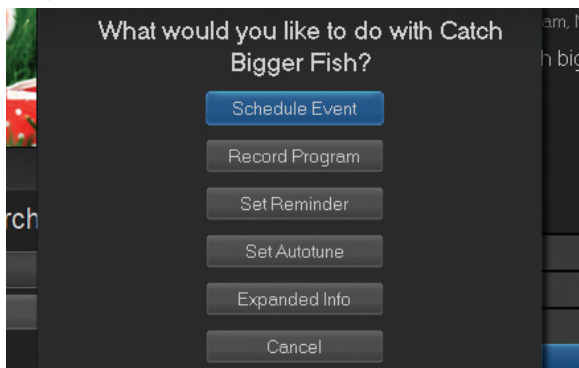 What would you like to do with Catch
Bigger Fish?
Schedule Event
Record Program
Set Reminder
Set Autotune
Expanded Info
Cancel